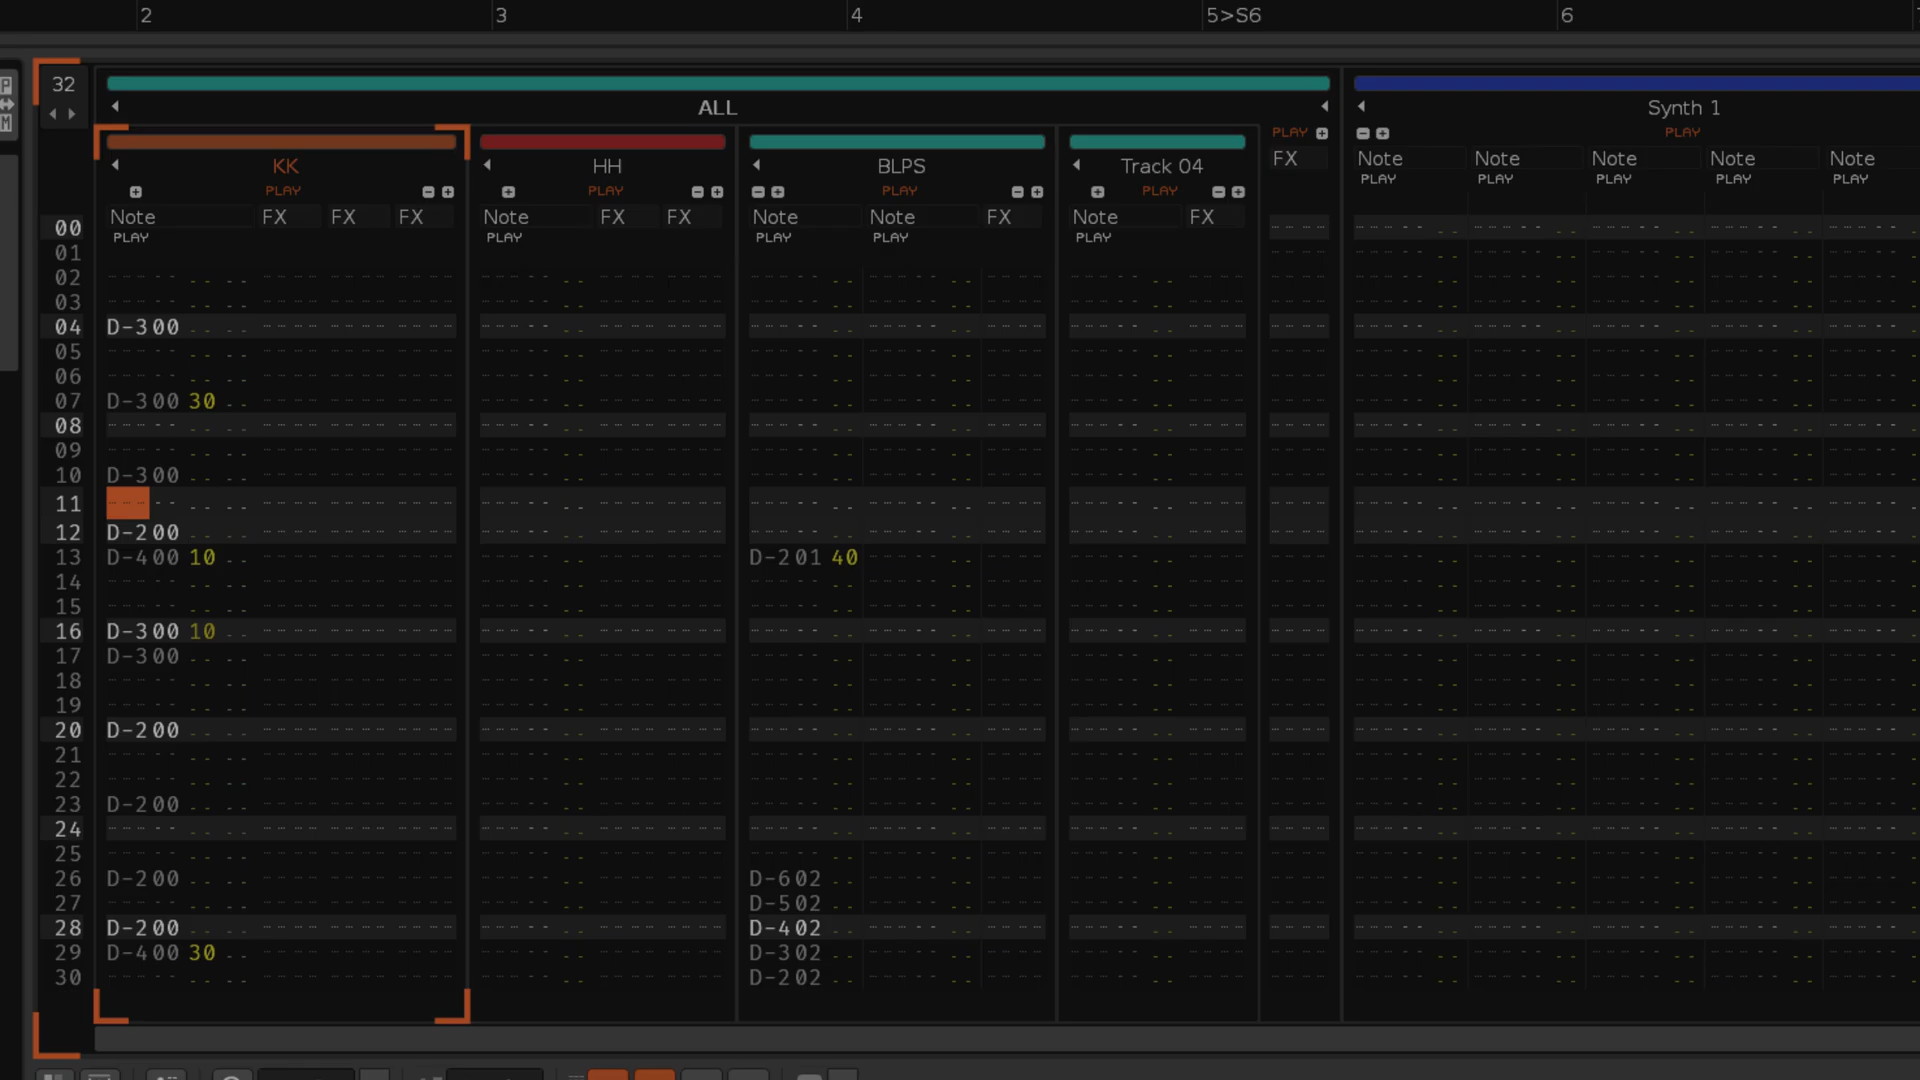 2 3 4 5>S6 6
P
M
32
ALL Synth 1
PLAY PLAY
KK HH BLPS Track 04 FX Note Note Note Note Note
PLAY PLAY PLAY PLAY PLAY PLAY PLAY PLAY PLAY
Note FX FX FX Note FX FX Note Note FX Note FX
PLAY PLAY PLAY PLAY PLAY
00
01
02
03
04 D-300
05
06
07 D-300 30
08
09
10 D-300
11
12 D-200
13 D-400 10 D-201 40
14
15
16 D-300 10
17 D-300
18
19
20 D-200
21
22
23 D-200
24
25
26 D-200 D-602
27 D-502
28 D-200 D-402
29 D-400 30 D-302
30 D-202